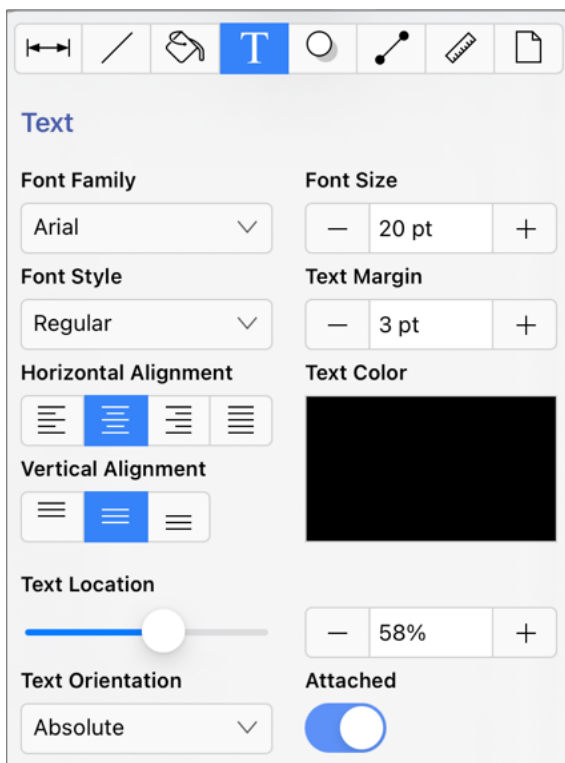 T
Text
Font Family
Font Size
Arial
20 pt
Font Style
Text Margin
Regular
3 pt
Horizontal Alignment
Text Color
Vertical Alignment
Text Location
58%
Text Orientation
Attached
Absolute